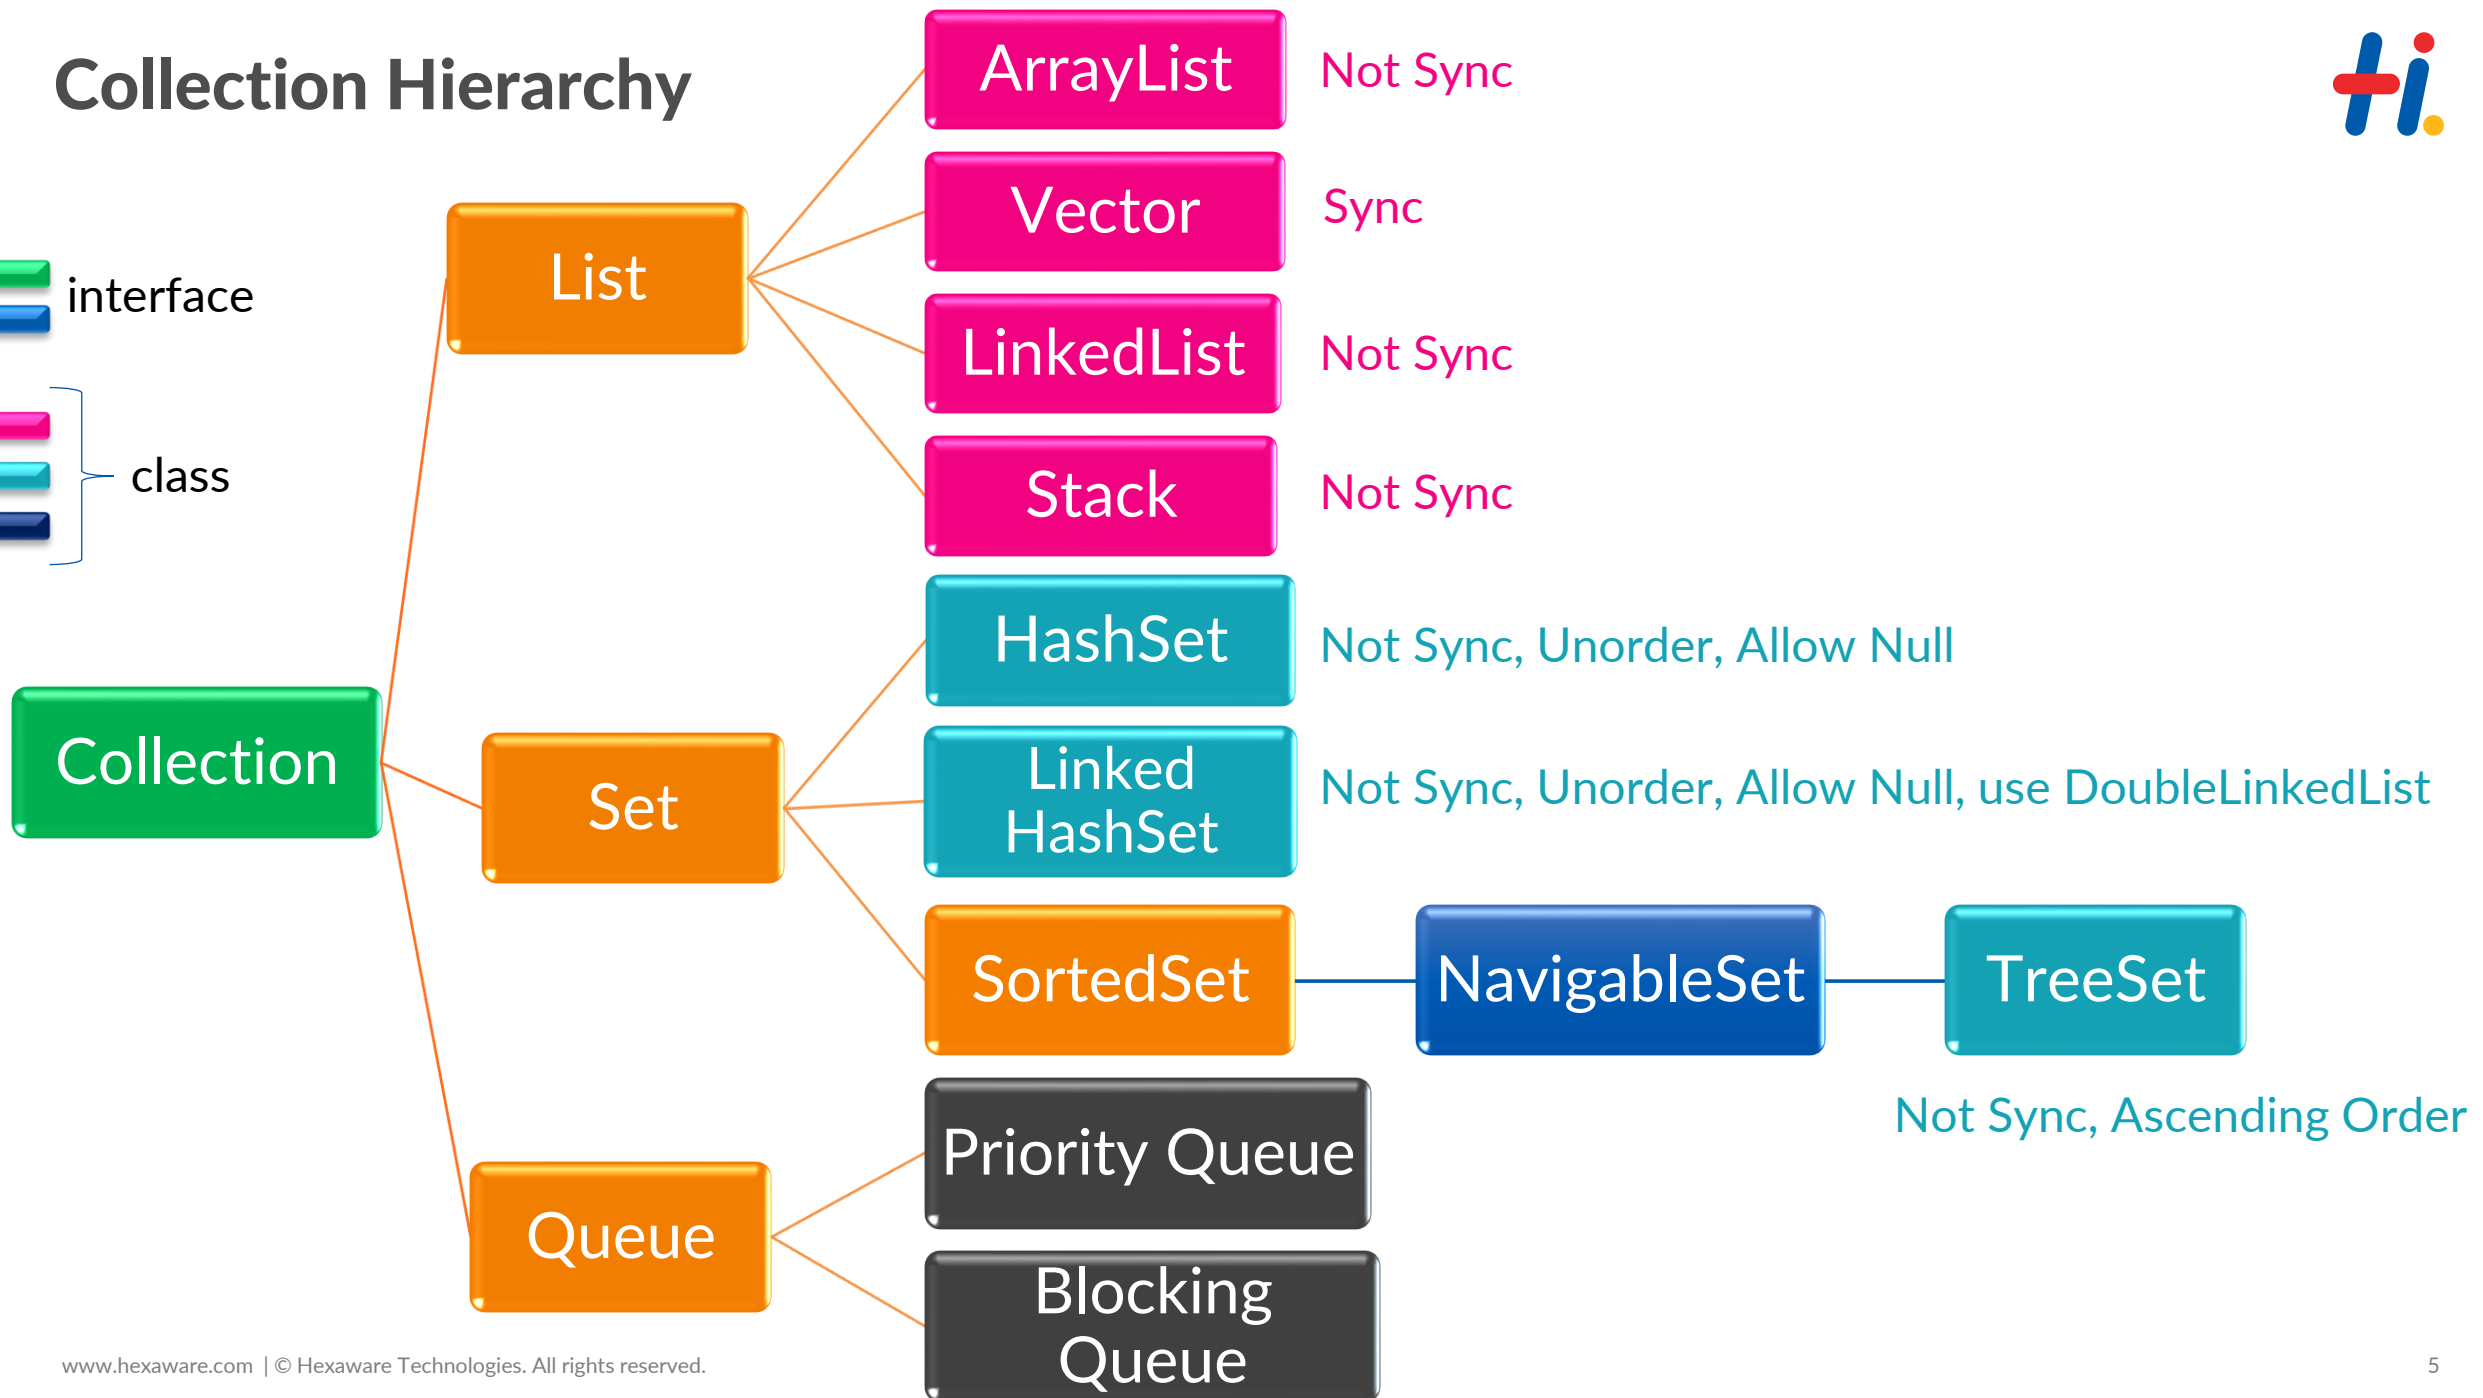 Collection Hierarchy
interface
class
Collection
List
Set
Queue
ArrayList
Not Sync
Vector
Sync
LinkedList
Not Sync
Stack
Not Sync
HashSet
Not Sync, Unorder, Allow Null
Linked
HashSet
Not Sync, Unorder, Allow Null, use DoubleLinkedList
SortedSet
NavigableSet
TreeSet
Not Sync, Ascending Order
Priority Queue
Blocking
Queue
Hi.
www.hexaware.com | © Hexaware Technologies. All rights reserved.
5